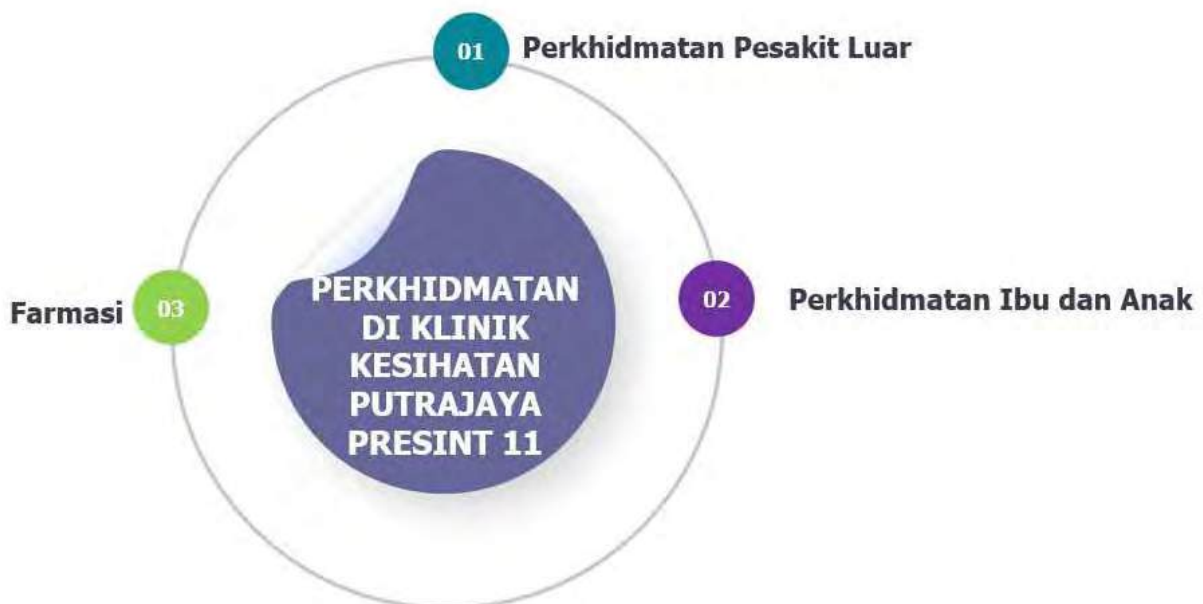 01
Perkhidmatan Pesakit Luar
PERKHIDMATAN
DI KLINIK
KESIHATAN
PUTRAJAYA
PRESINT 11
02
Perkhidmatan Ibu dan Anak
Farmasi
03